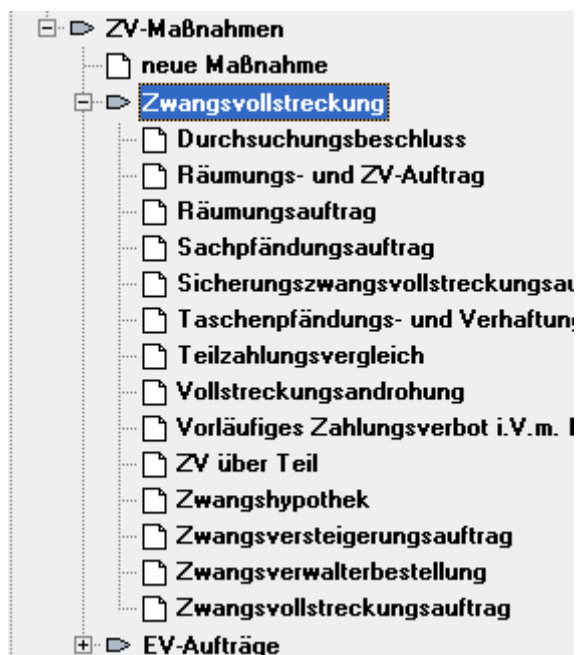 ZV-Maßnahmen
neue Maßnahme
Zwangsvollstreckung
Durchsuchungsbeschluss
Räumungs- und ZV-Auftrag
Räumungsauftrag
Sachpfändungsauftrag
Sicherungszwangsvollstreckungsau
Taschenpfändungs- und Verhaftung
Teilzahlungsvergleich
Vollstreckungsandrohung
Vorläufiges Zahlungsverbot i.V.m.
ZV über Teil
Zwangshypothek
Zwangsversteigerungsauftrag
Zwangsverwalterbestellung
Zwangsvollstreckungsauftrag
EV-Aufträge